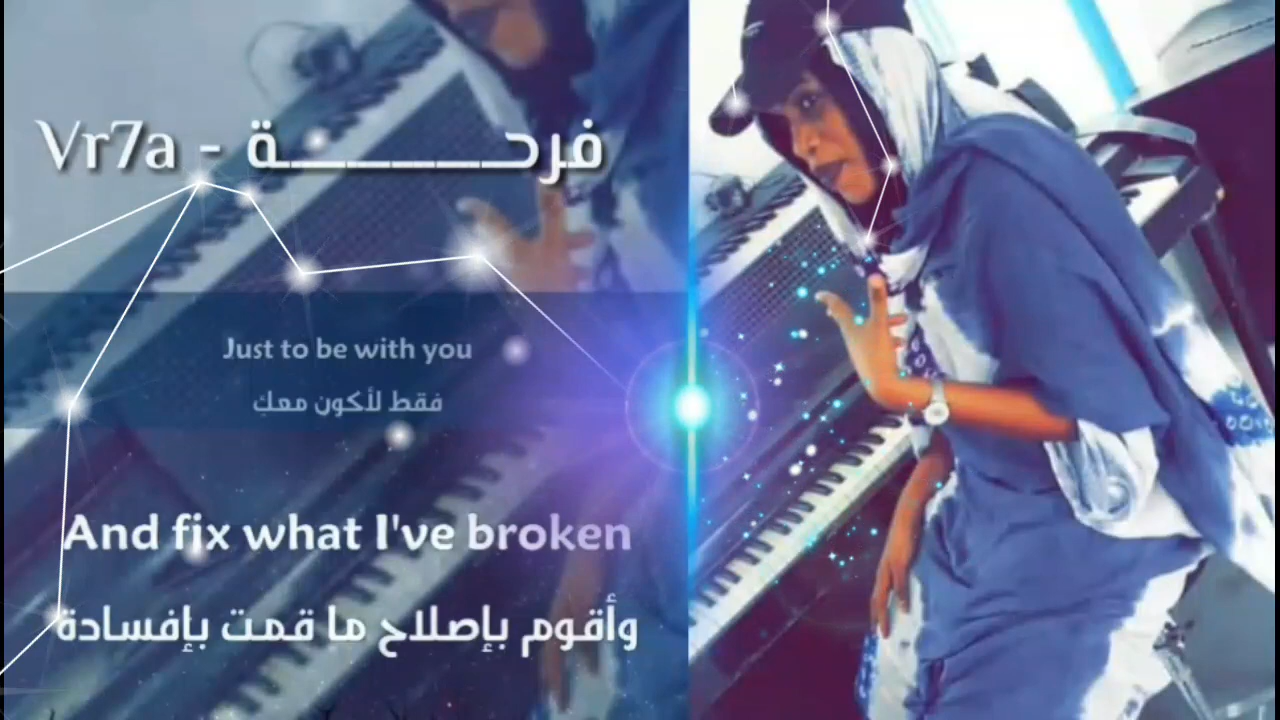 Vr7a - فرحـــــــــــة
Just to be with you
فقط لأكون معك
And fix what I've broken
وأقوم بإصلاح ما قمت بإفسادة